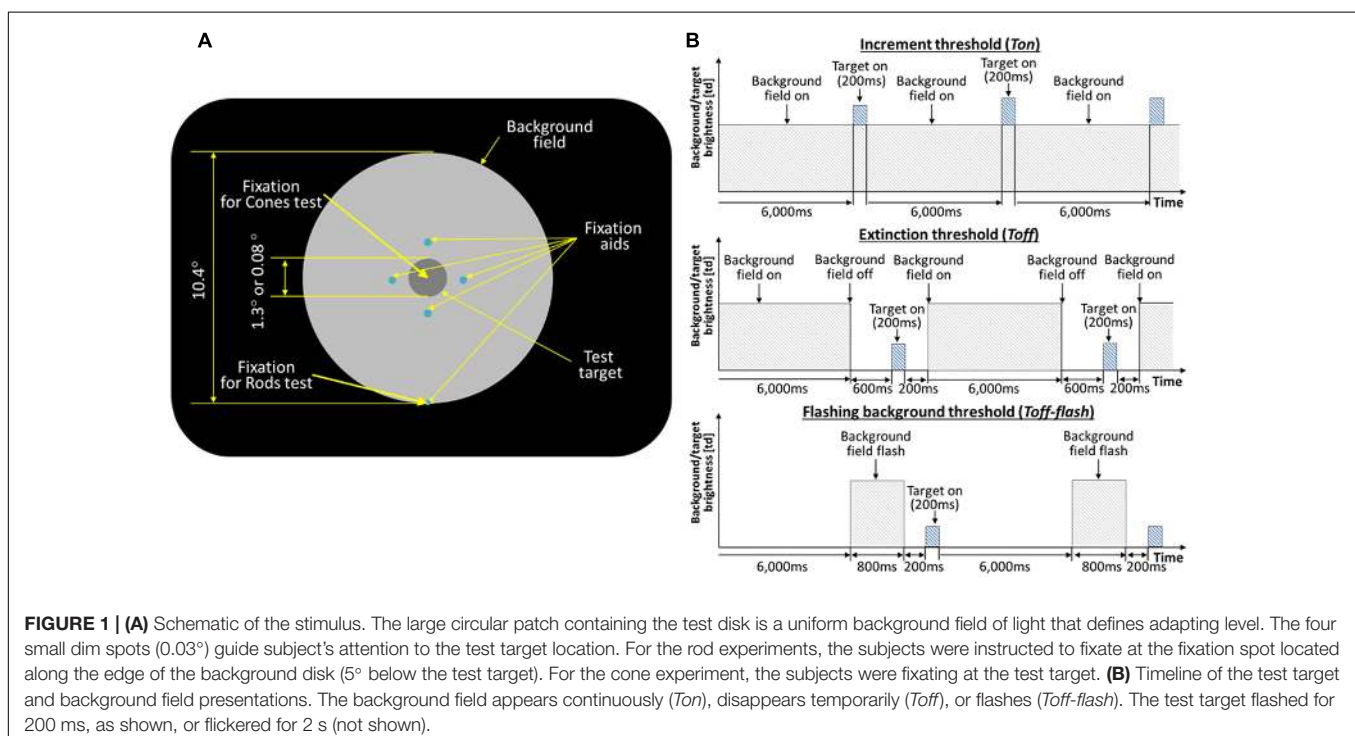 A
Background
field
Fixation
for Cones test
Fixation
aids
10.4°
1.3° or 0.08 °
Fixation
for Rods test
Test
target
B
Increment threshold (Ton)
Background/target
brightness [td]
Background
field on
Target on
(200ms)
Background
field on
Target on
(200ms)
Background
field on
6,000ms
6,000ms
6,000ms
Time
Extinction threshold (Toff)
Background/target
brightness [td]
Background
field on
Background
field off
Background
field on
Background
field off
Background
field on
Target on
(200ms)
Target on
(200ms)
6,000ms
600ms
200ms
6,000ms
600ms
200ms
Time
Flashing background threshold (Toff-flash)
Background/target
brightness [td]
Background
field flash
Background
field flash
Target on
(200ms)
6,000ms
800ms
200ms
6,000ms
800ms
200ms
Time
FIGURE 1 | (A) Schematic of the stimulus. The large circular patch containing the test disk is a uniform background field of light that defines adapting level. The four
small dim spots (0.03°) guide subject's attention to the test target location. For the rod experiments, the subjects were instructed to fixate at the fixation spot located
along the edge of the background disk (5° below the test target). For the cone experiment, the subjects were fixating at the test target. (B) Timeline of the test target
and background field presentations. The background field appears continuously (Ton), disappears temporarily (Toff), or flashes (Toff-flash). The test target flashed for
200 ms, as shown, or flickered for 2 s (not shown).